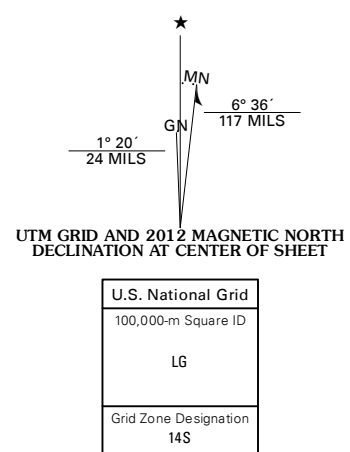 ★
MN
GN
6° 36´
117 MILS
1° 20´
24 MILS
UTM GRID AND 2012 MAGNETIC NORTH
DECLINATION AT CENTER OF SHEET
U.S. National Grid
100,000-m Square ID
LG
Grid Zone Designation
14S